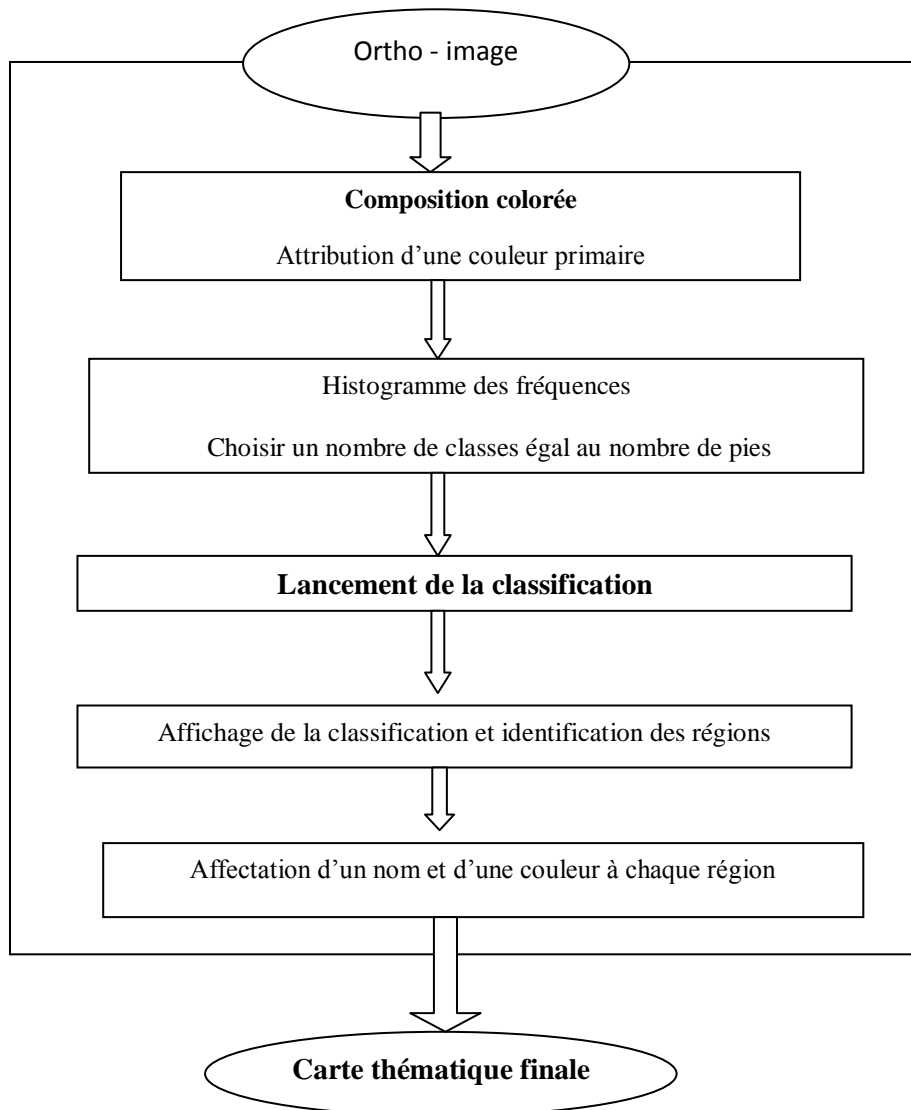 Ortho - image
Composition colorée
Attribution d’une couleur primaire
Histogramme des fréquences
Choisir un nombre de classes égal au nombre de pies
Lancement de la classification
Affichage de la classification et identification des régions
Affectation d’un nom et d’une couleur à chaque région
Carte thématique finale